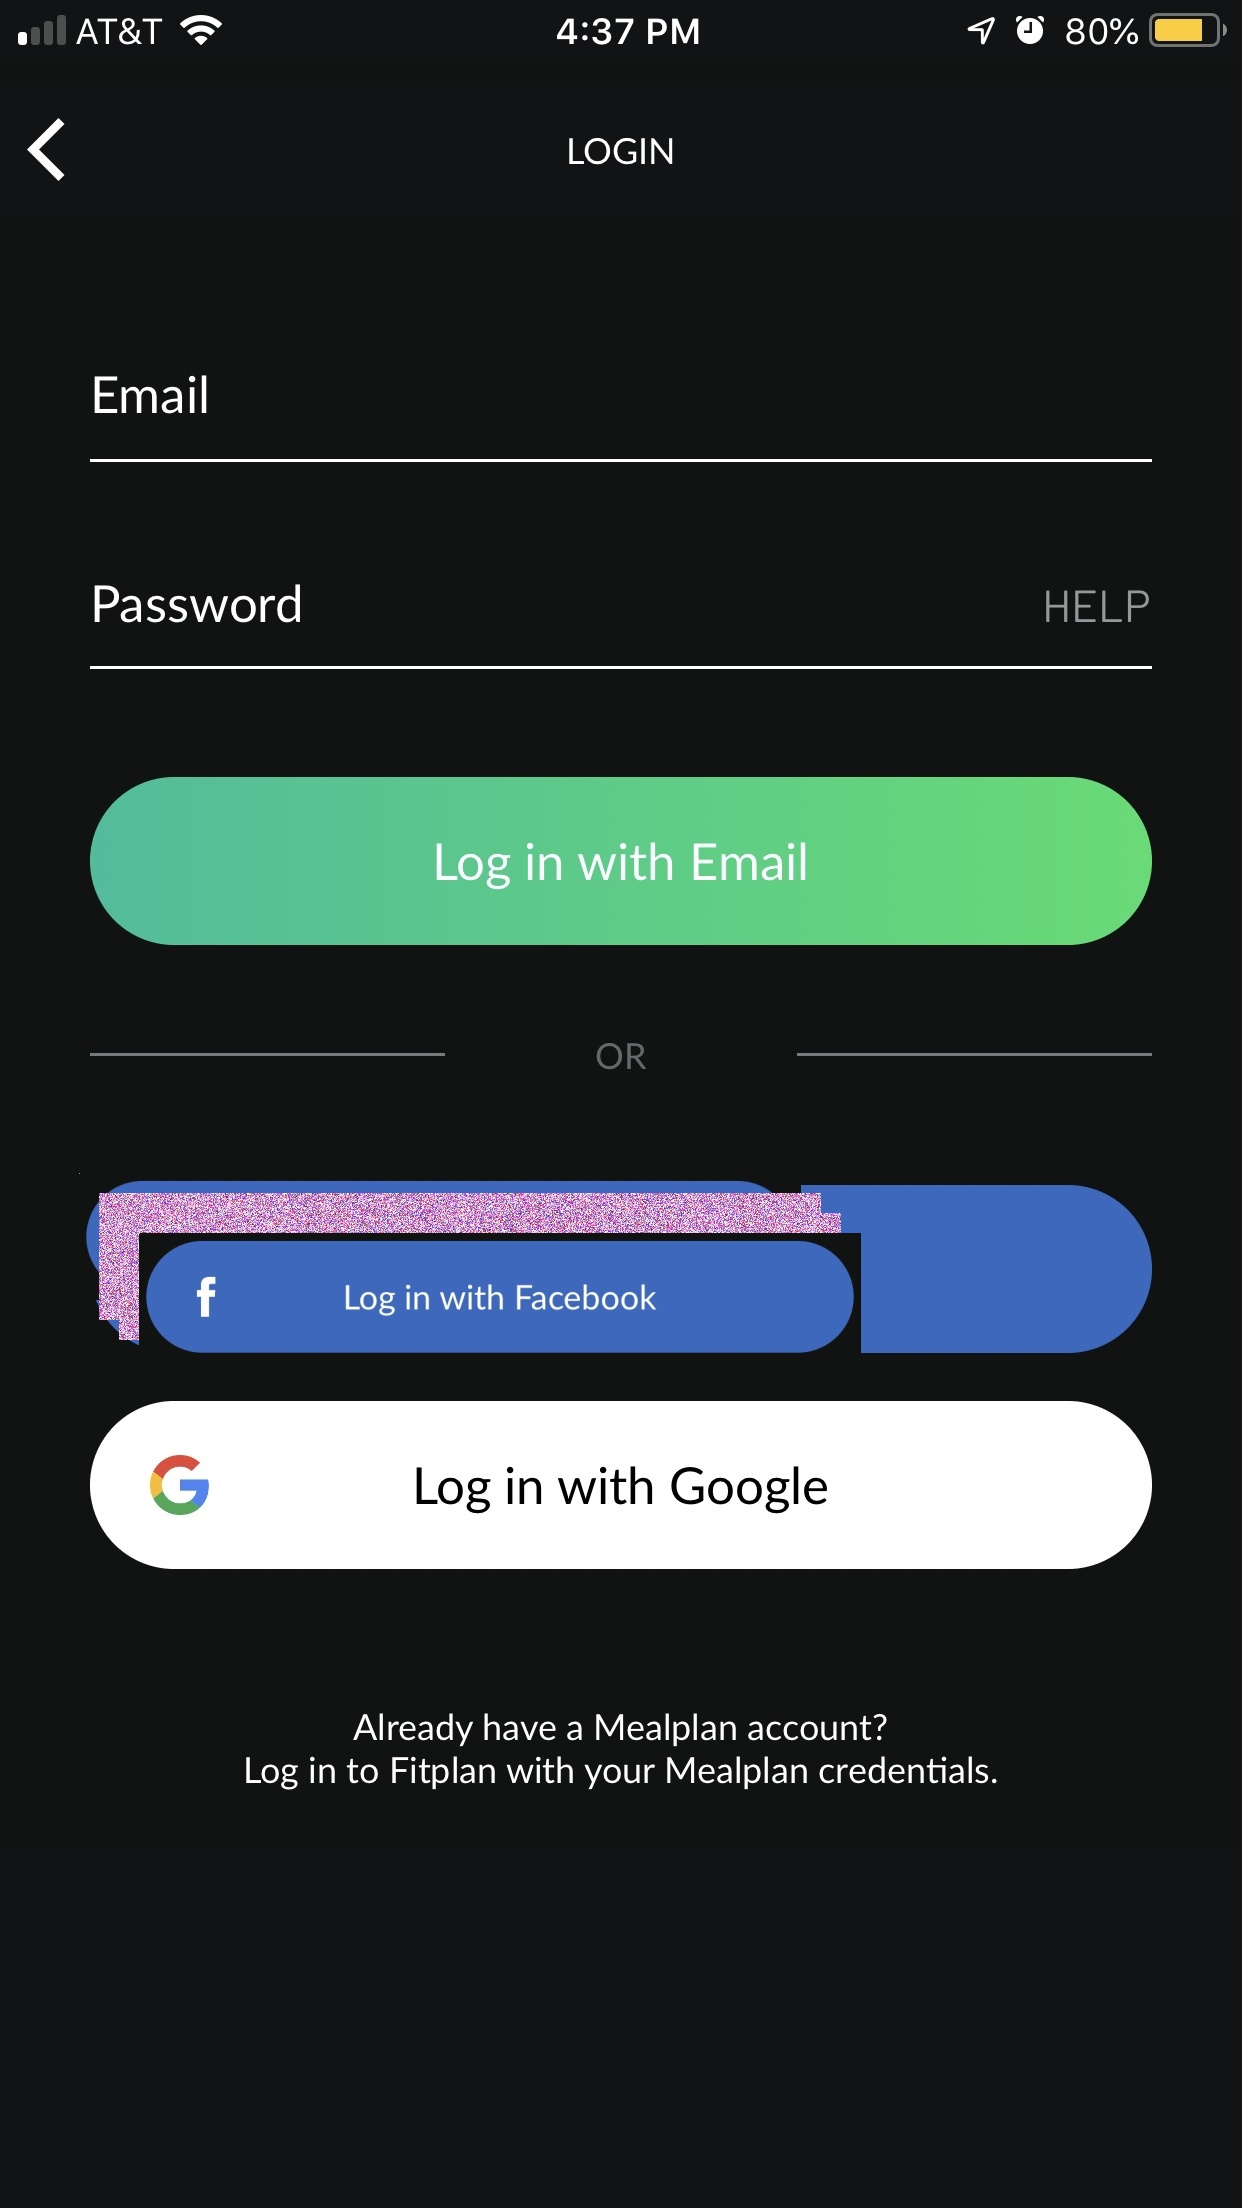 AT&T 4:37 PM 80%
LOGIN
Email
Password HELP
Log in with Email
OR
Log in with Facebook
Log in with Google
Already have a Mealplan account?
Log in to Fitplan with your Mealplan credentials.